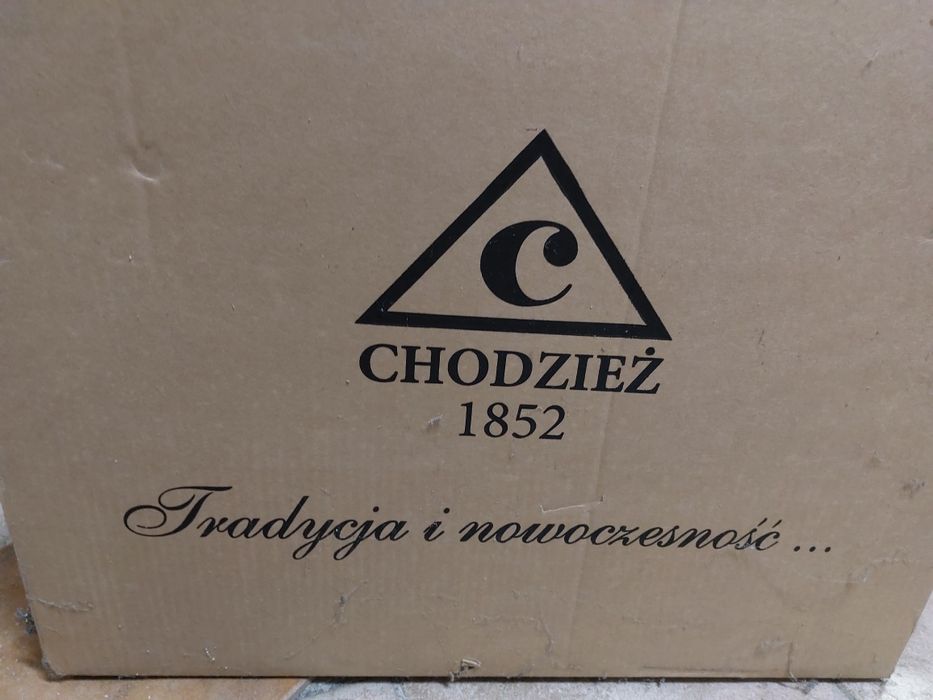 C
CHODZIEŻ
1852
Tradycja i nowoczesność ...